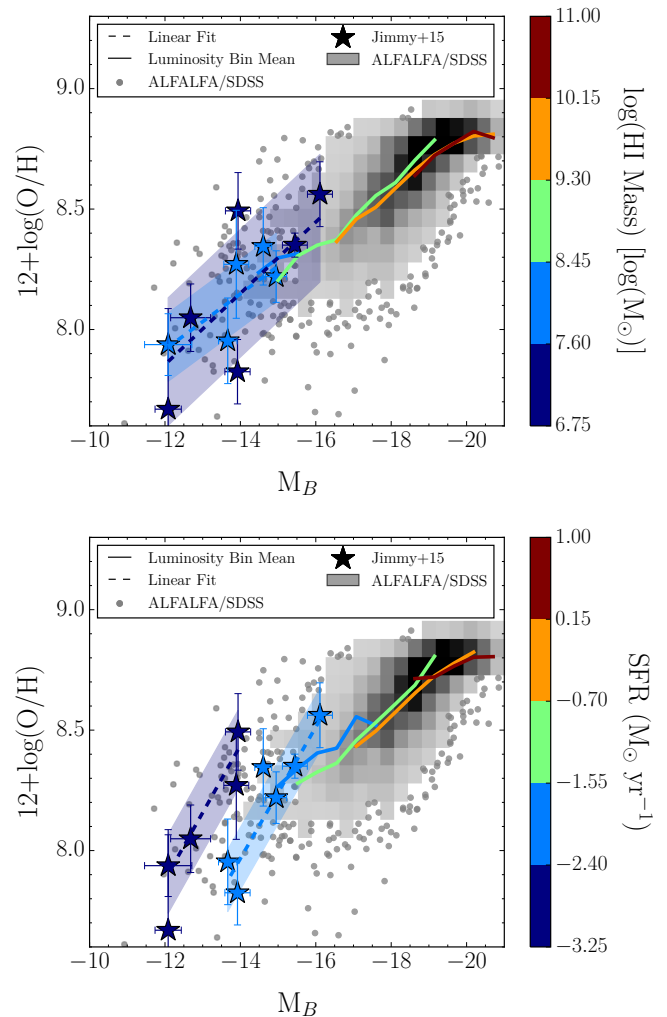 Linear Fit
Luminosity Bin Mean
ALFALFA/SDSS
Jimmy+15
ALFALFA/SDSS
9.0
8.5
8.0
12+log(O/H)
−10 −12 −14 −16 −18 −20
M_B
11.00
10.15
9.30
8.45
7.60
6.75
log(HI Mass) [log(M⊙)]
Luminosity Bin Mean
Linear Fit
ALFALFA/SDSS
Jimmy+15
ALFALFA/SDSS
9.0
8.5
8.0
12+log(O/H)
−10 −12 −14 −16 −18 −20
M_B
1.00
0.15
−0.70
−1.55
−2.40
−3.25
SFR (M⊙ yr⁻¹)